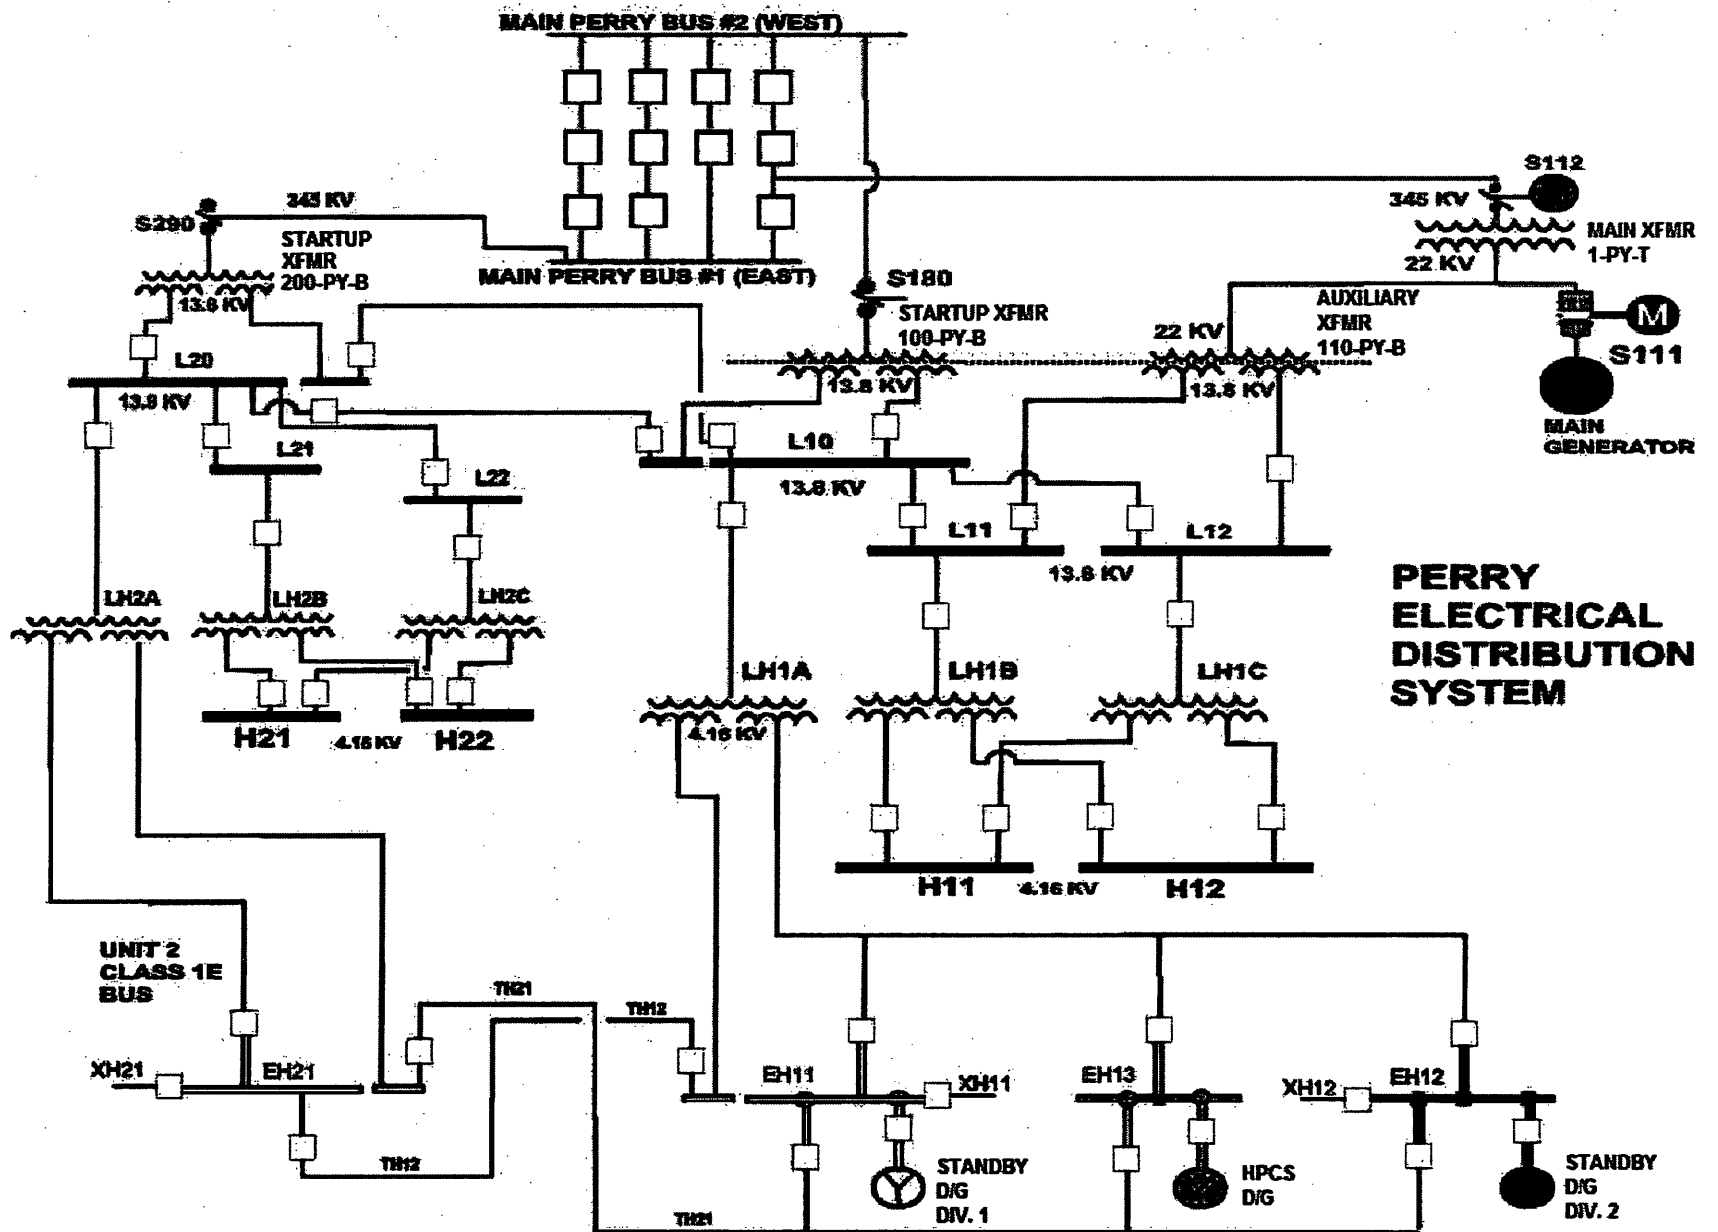 MAIN PERRY BUS #2 (WEST)
S112
345 KV
S290
345 KV
STARTUP
XFMR
200-PY-B
MAIN XFMR
1-PY-T
MAIN PERRY BUS #1 (EAST)
22 KV
S180
13.8 KV
STARTUP XFMR
100-PY-B
AUXILIARY
XFMR
110-PY-B
22 KV
M
S111
L20
13.8 KV
13.8 KV
13.8 KV
MAIN
GENERATOR
L21
L10
L22
13.8 KV
L11
L12
13.8 KV
PERRY
ELECTRICAL
DISTRIBUTION
SYSTEM
LH2A
LH2B
LH2C
LH1A
LH1B
LH1C
H21
4.16 KV
H22
4.16 KV
H11
4.16 KV
H12
UNIT 2
CLASS 1E
BUS
TH21
TH12
XH21
EH21
EH11
XH11
EH13
XH12
EH12
TH12
Y
STANDBY
D/G
DIV. 1
HPCS
D/G
STANDBY
D/G
DIV. 2
TH21